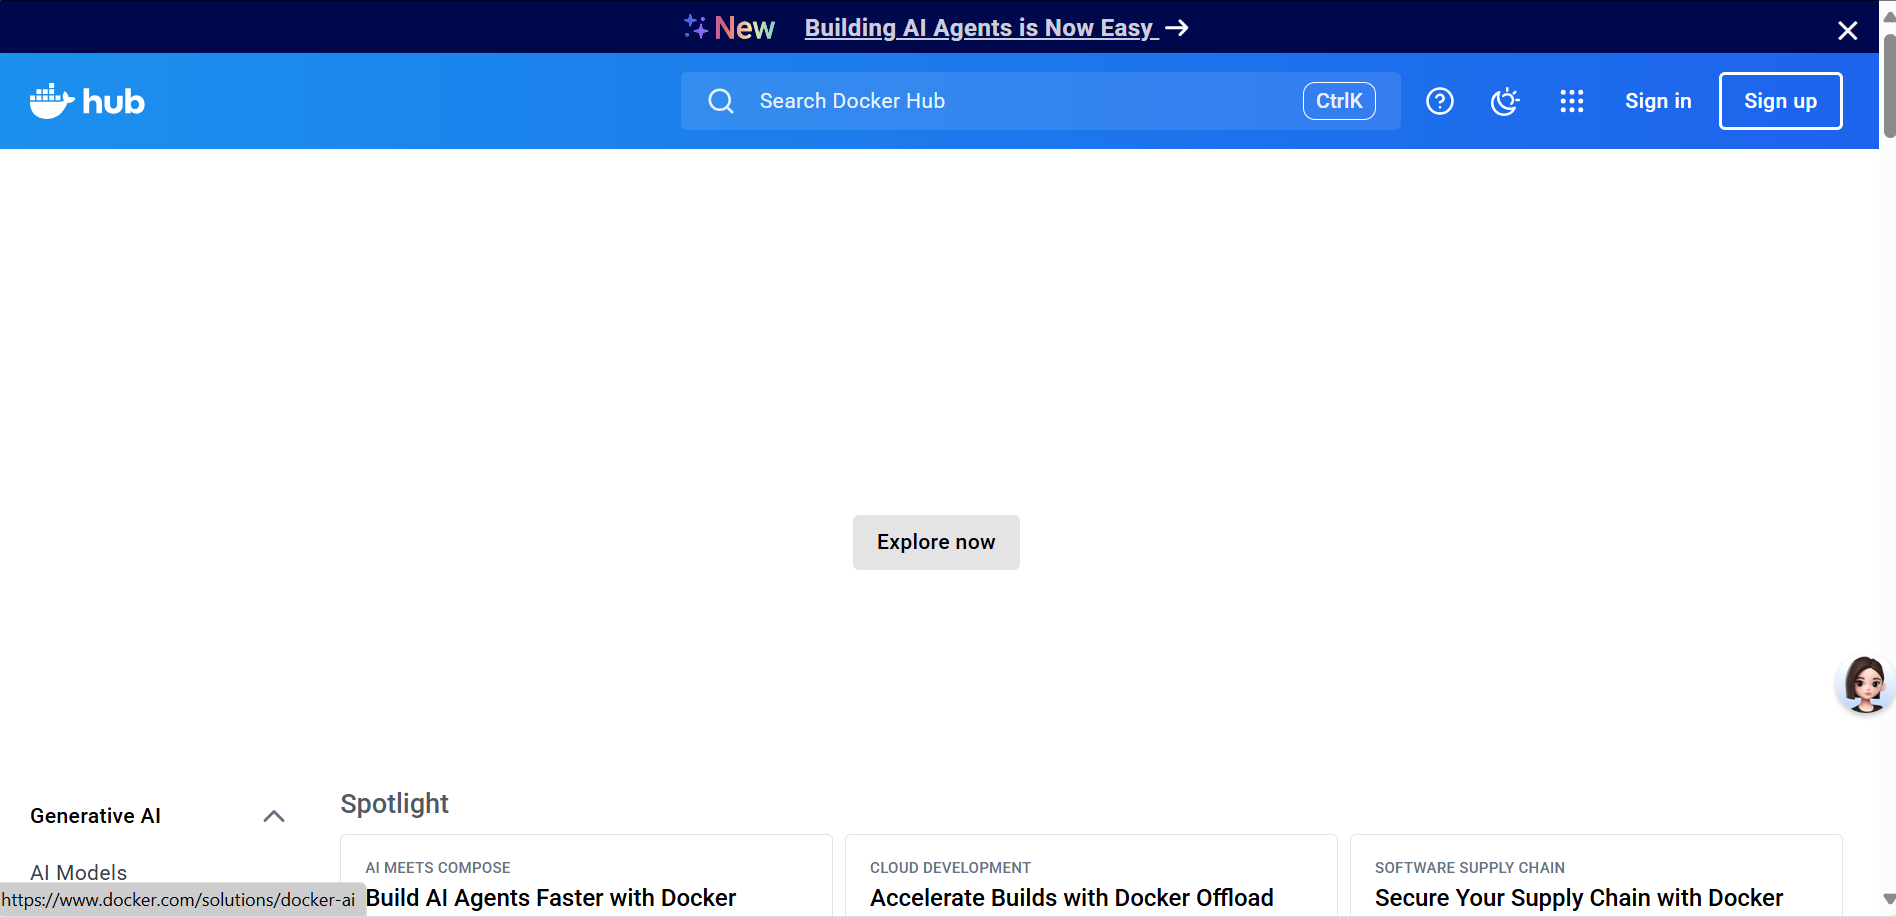 New Building AI Agents is Now Easy →
hub
Search Docker Hub
CtrlK
Sign in
Sign up
Explore now
Generative AI
AI Models
Spotlight
AI MEETS COMPOSE
Build AI Agents Faster with Docker
CLOUD DEVELOPMENT
Accelerate Builds with Docker Offload
SOFTWARE SUPPLY CHAIN
Secure Your Supply Chain with Docker
https://www.docker.com/solutions/docker-ai